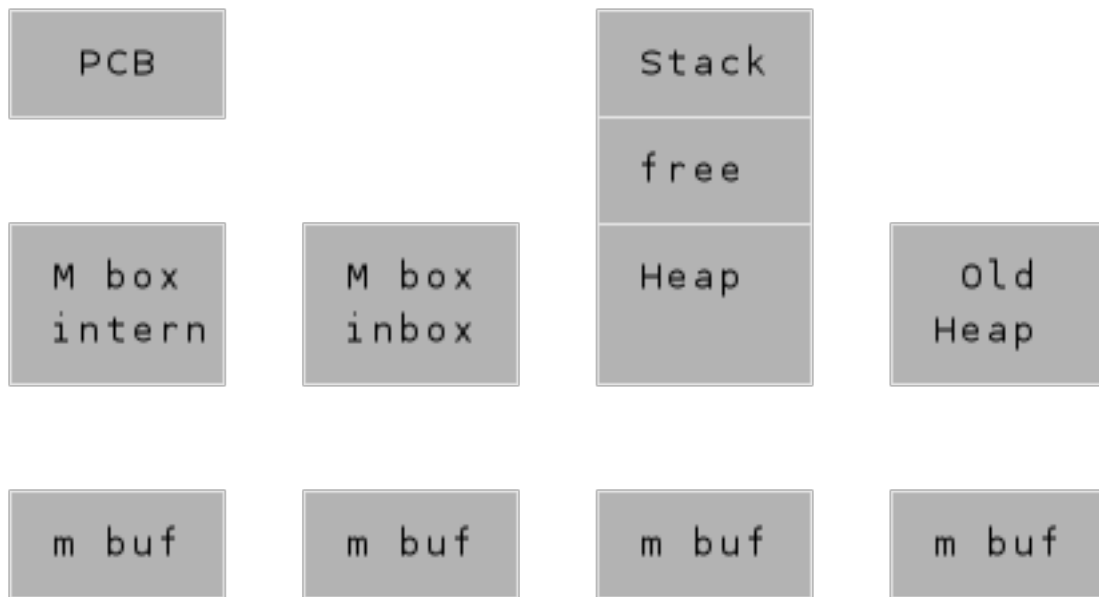 PCB
Stack
free
M box
intern
M box
inbox
Heap
Old
Heap
m buf
m buf
m buf
m buf